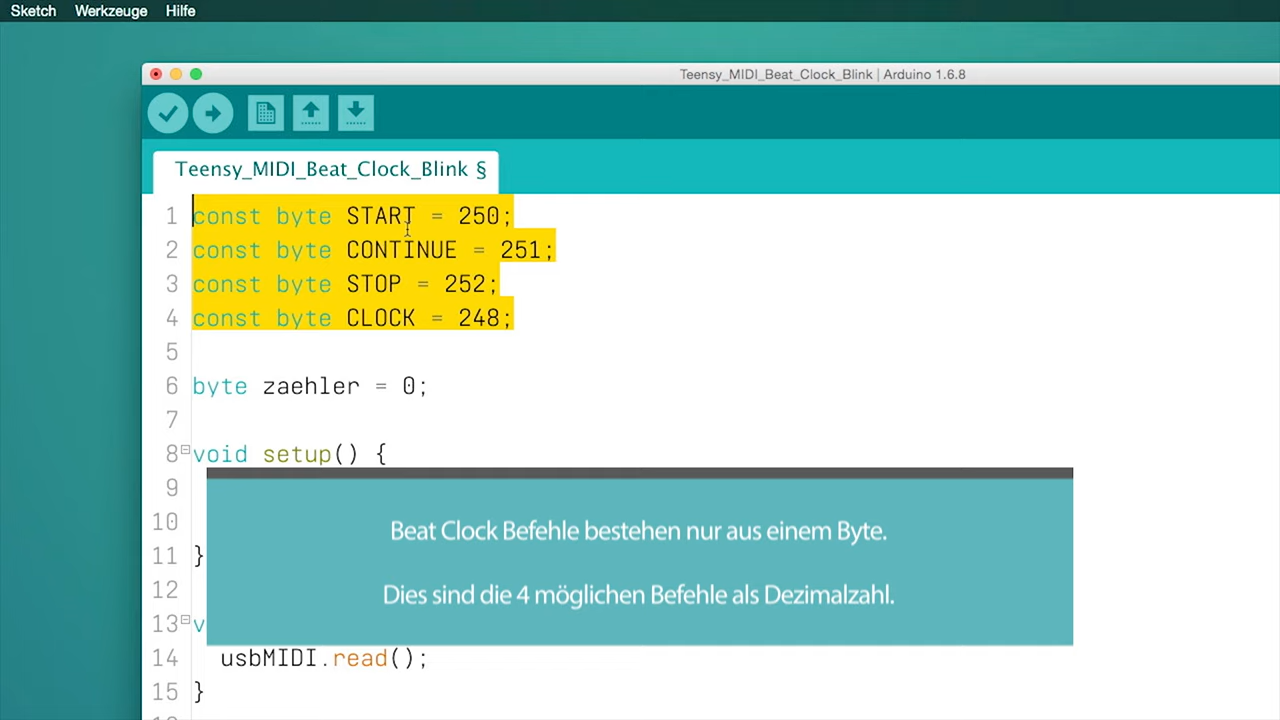 Sketch Werkzeuge Hilfe
Teensy_MIDI_Beat_Clock_Blink | Arduino 1.6.8
Teensy_MIDI_Beat_Clock_Blink §
1 const byte START = 250;
2 const byte CONTINUE = 251;
3 const byte STOP = 252;
4 const byte CLOCK = 248;
5
6 byte zaehler = 0;
7
8 void setup() {
9
10
11 }
12
13 v
14 usbMIDI.read();
15 }
Beat Clock Befehle bestehen nur aus einem Byte.
Dies sind die 4 möglichen Befehle als Dezimalzahl.